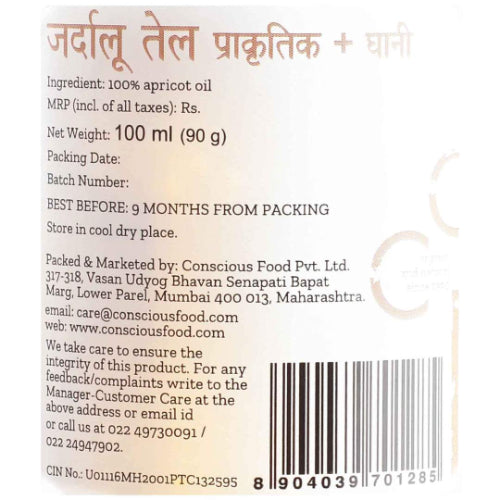 जर्दालू तेल प्राकृतिक + घानी
Ingredient: 100% apricot oil
MRP (incl. of all taxes): Rs.
Net Weight: 100 ml (90 g)
Packing Date:
Batch Number:
BEST BEFORE: 9 MONTHS FROM PACKING
Store in cool dry place.
Packed & Marketed by: Conscious Food Pvt. Ltd.
317-318, Vasan Udyog Bhavan Senapati Bapat
Marg, Lower Parel, Mumbai 400 013, Maharashtra.
email: care@consciousfood.com
web: www.consciousfood.com
We take care to ensure the
integrity of this product. For any
feedback/complaints write to the
Manager-Customer Care at the
above address or email id
or call us at 022 49730091 /
022 24947902.
CIN No.: U01116MH2001PTC132595
8 904039 701285